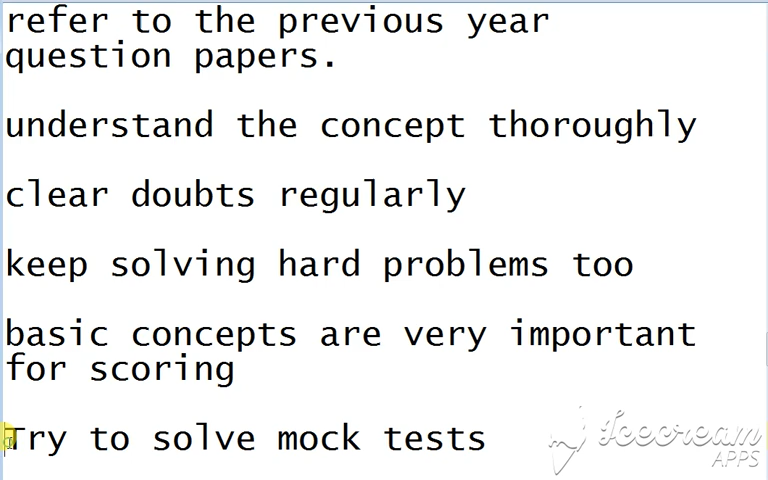 refer to the previous year
question papers.
understand the concept thoroughly
clear doubts regularly
keep solving hard problems too
basic concepts are very important
for scoring
Try to solve mock tests
Icecream
APPS